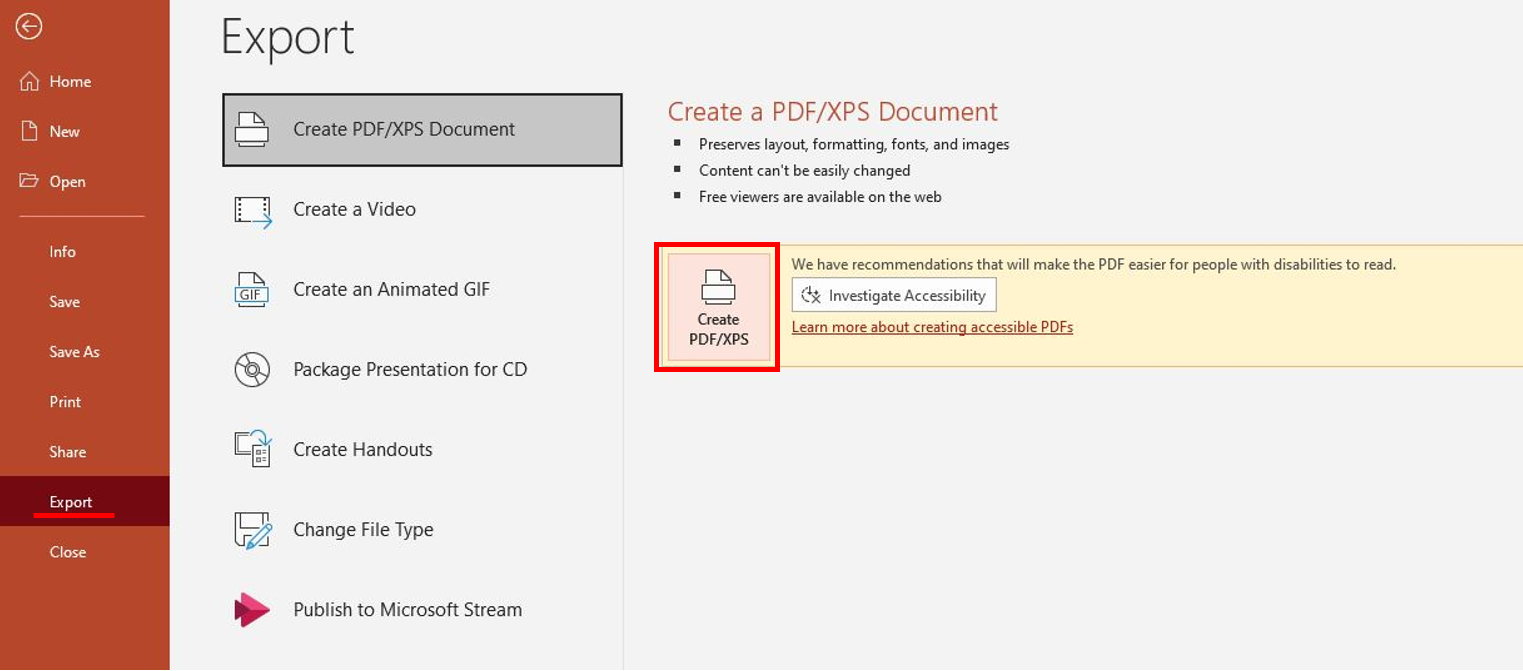 Export
Home
New
Open
Info
Save
Save As
Print
Share
Export
Close
Create PDF/XPS Document
Create a Video
GIF
Create an Animated GIF
Package Presentation for CD
Create Handouts
Change File Type
Publish to Microsoft Stream
Create a PDF/XPS Document
Preserves layout, formatting, fonts, and images
Content can't be easily changed
Free viewers are available on the web
Create
PDF/XPS
We have recommendations that will make the PDF easier for people with disabilities to read.
Investigate Accessibility
Learn more about creating accessible PDFs